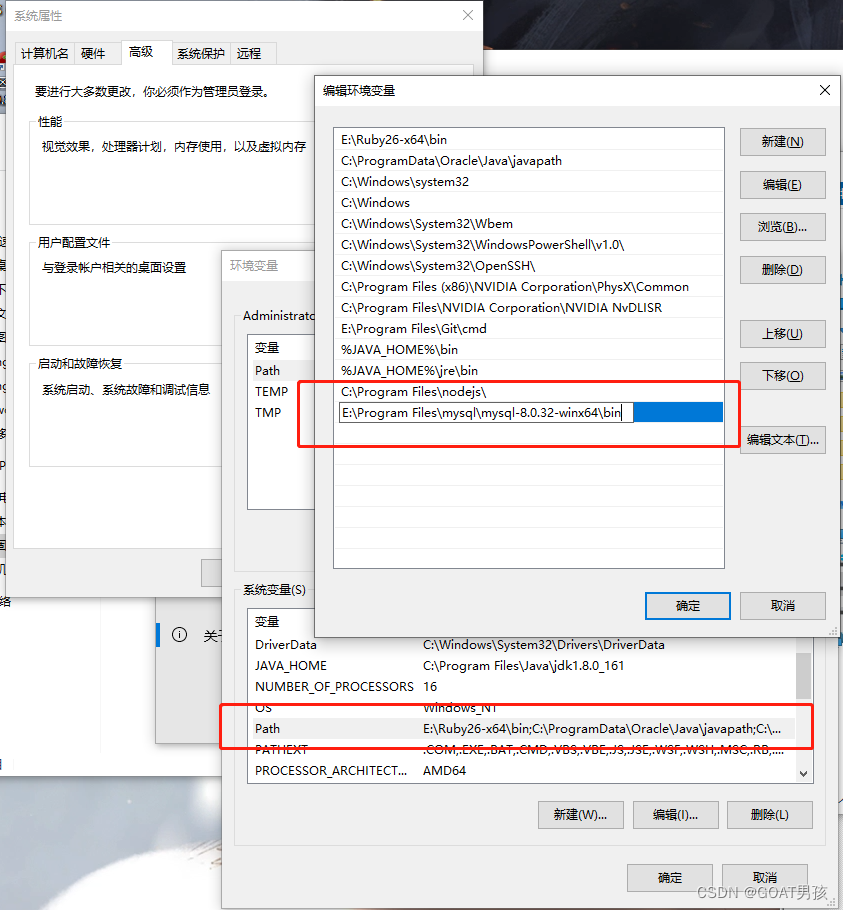 系统属性
计算机名
硬件
高级
系统保护
远程
要进行大多数更改，你必须作为管理员登录。
性能
视觉效果，处理器计划，内存使用，以及虚拟内存
用户配置文件
与登录帐户相关的桌面设置
启动和故障恢复
系统启动、系统故障和调试信息
编辑环境变量
E:\Ruby26-x64\bin
C:\ProgramData\Oracle\Java\javapath
C:\Windows\system32
C:\Windows
C:\Windows\System32\Wbem
C:\Windows\System32\WindowsPowerShell\v1.0\
C:\Windows\System32\OpenSSH\
C:\Program Files (x86)\NVIDIA Corporation\PhysX\Common
C:\Program Files\NVIDIA Corporation\NVIDIA NvDLISR
E:\Program Files\Git\cmd
%JAVA_HOME%\bin
%JAVA_HOME%\jre\bin
C:\Program Files\nodejs\
E:\Program Files\mysql\mysql-8.0.32-winx64\bin
新建(N)
编辑(E)
浏览(B)...
删除(D)
上移(U)
下移(O)
编辑文本(T)...
确定
取消
环境变量
Administrato
变量
Path
TEMP
TMP
系统变量(S)
变量
DriverData C:\Windows\System32\Drivers\DriverData
JAVA_HOME C:\Program Files\Java\jdk1.8.0_161
NUMBER_OF_PROCESSORS 16
OS Windows_NT
Path E:\Ruby26-x64\bin;C:\ProgramData\Oracle\Java\javapath;C:\...
PATHEXT .COM;.EXE;.BAT;.CMD;.VBS;.VBE;.JS;.JSE;.WSF;.WSH;.MSC;.RB;....
PROCESSOR_ARCHITECT... AMD64
新建(W)...
编辑(I)...
删除(L)
确定
取消
关于
CSDN @GOAT男孩